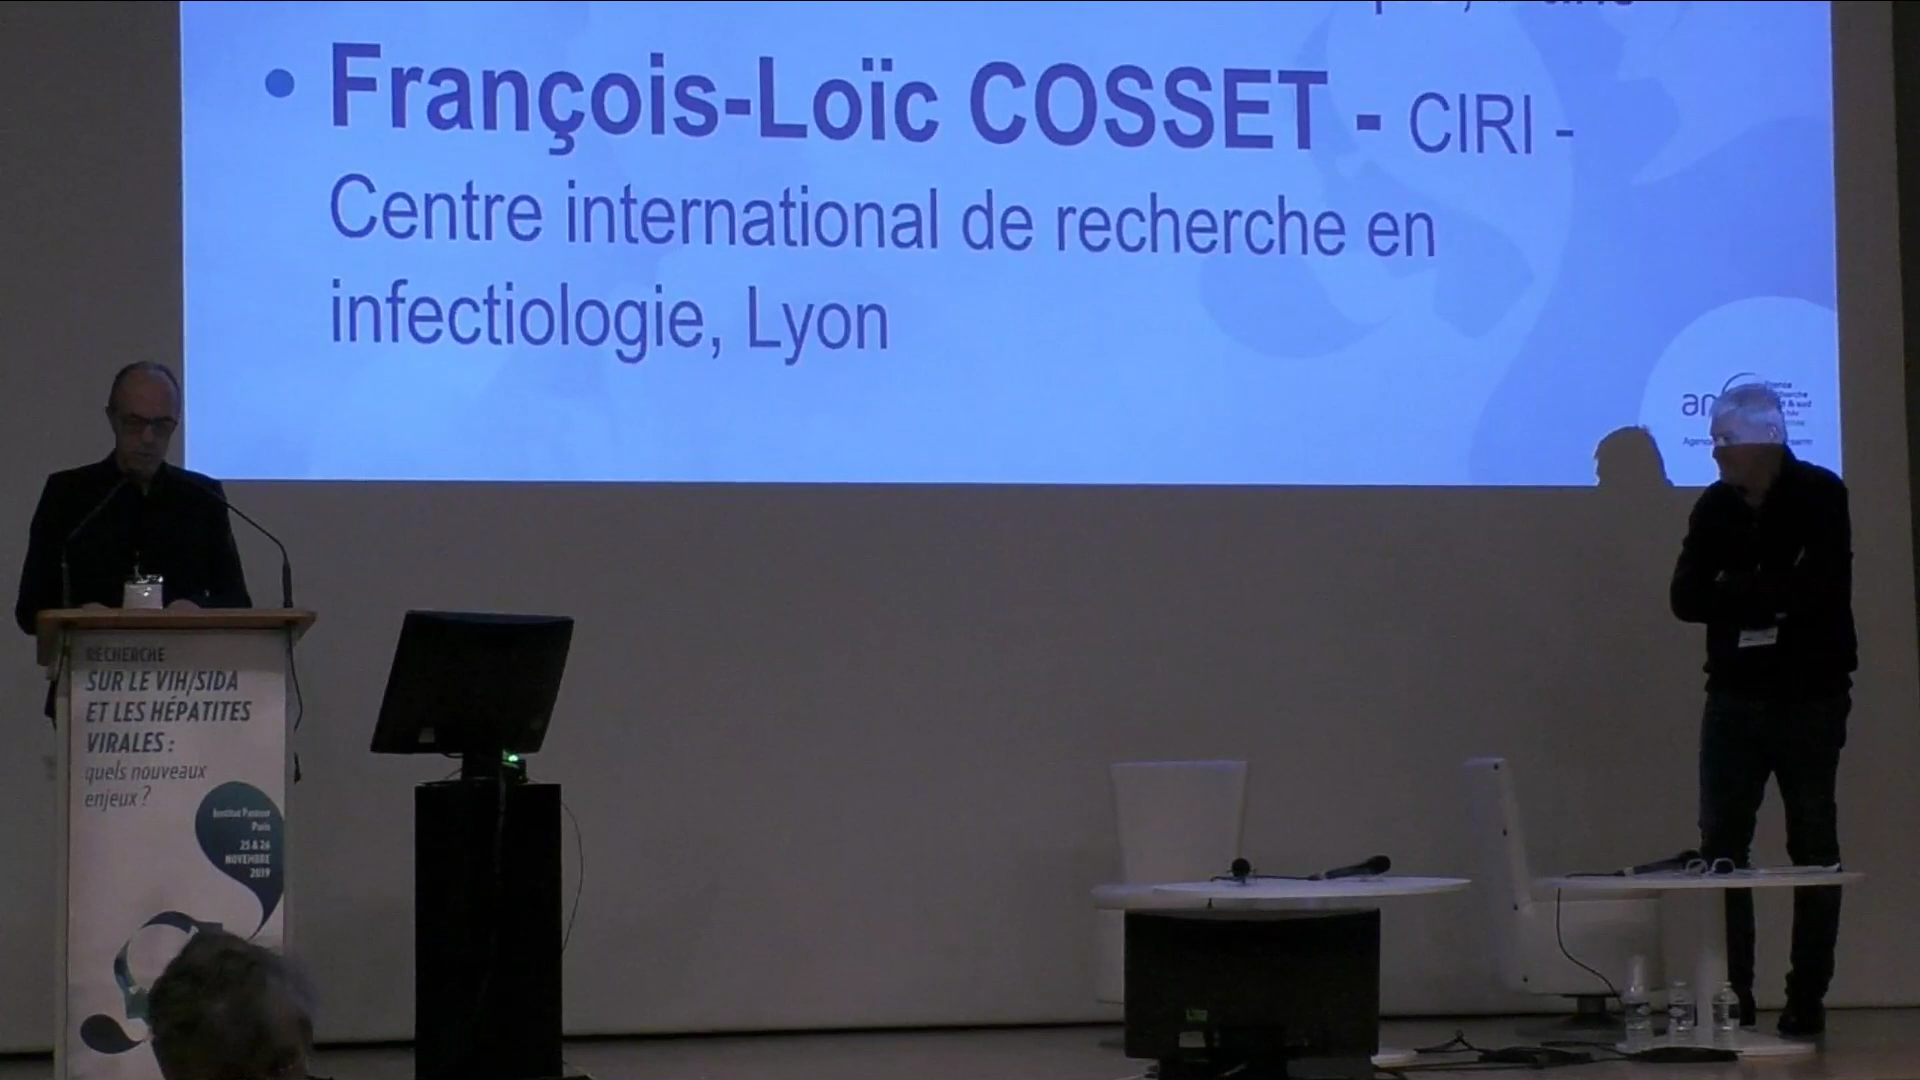 • François-Loïc COSSET - CIRI -
Centre international de recherche en
infectiologie, Lyon
RECHERCHE
SUR LE VIH/SIDA
ET LES HÉPATITES
VIRALES :
quels nouveaux
enjeux ?
Institut Pasteur
Paris
25 & 26
NOVEMBRE
2019